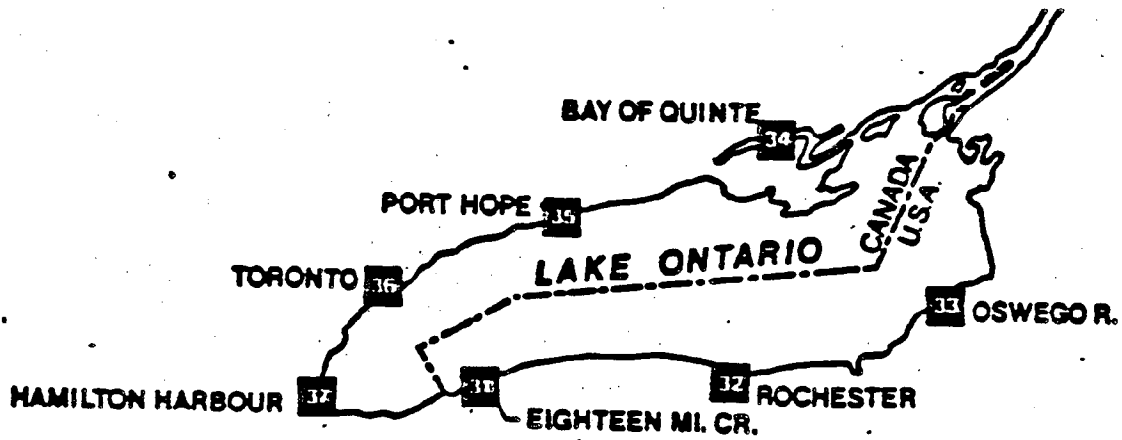 BAY OF QUINTE
34
PORT HOPE
35
CANADA
U.S.A.
LAKE ONTARIO
TORONTO
36
33
OSWEGO R.
HAMILTON HARBOUR
37
31
EIGHTEEN MI. CR.
32
ROCHESTER